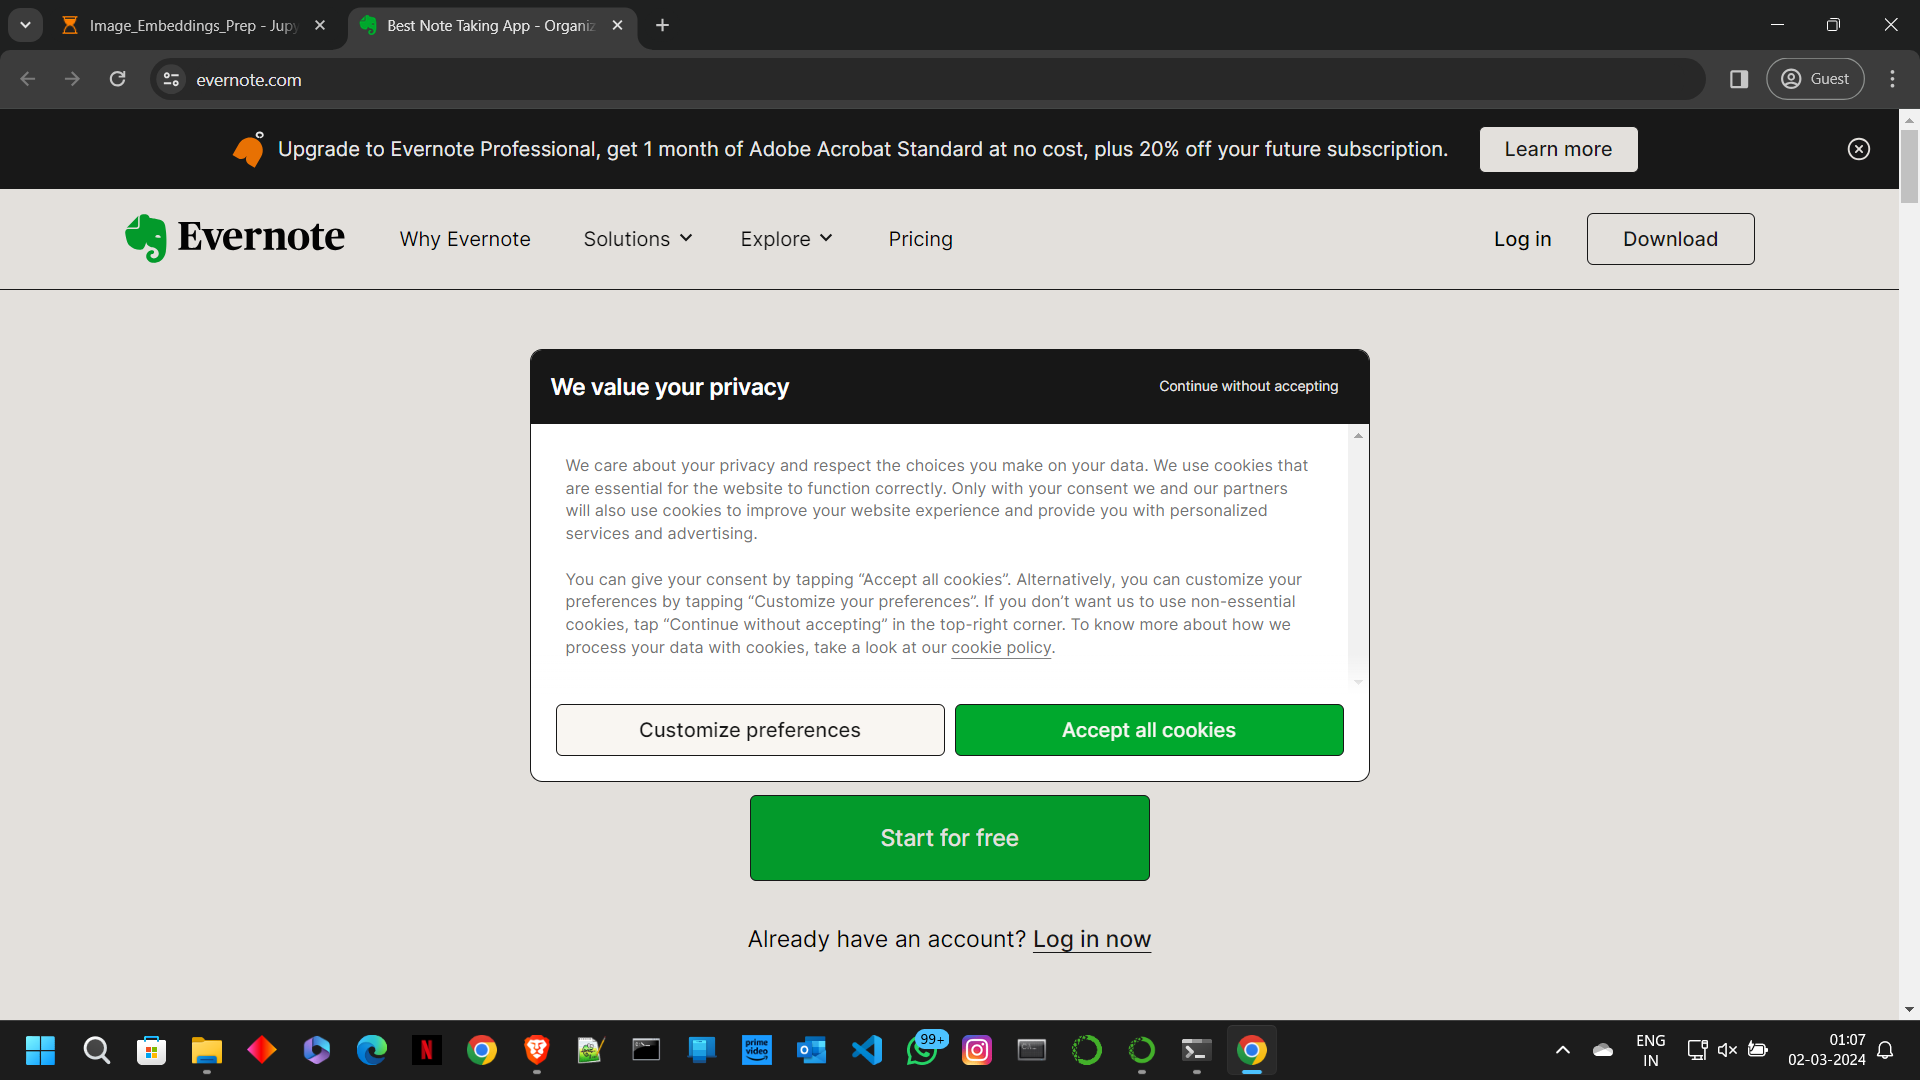 Image_Embeddings_Prep - Jupy
Best Note Taking App - Organiz
evernote.com
Guest
Upgrade to Evernote Professional, get 1 month of Adobe Acrobat Standard at no cost, plus 20% off your future subscription.
Learn more
Evernote
Why Evernote
Solutions
Explore
Pricing
Log in
Download
We value your privacy
Continue without accepting
We care about your privacy and respect the choices you make on your data. We use cookies that
are essential for the website to function correctly. Only with your consent we and our partners
will also use cookies to improve your website experience and provide you with personalized
services and advertising.
You can give your consent by tapping “Accept all cookies”. Alternatively, you can customize your
preferences by tapping “Customize your preferences”. If you don’t want us to use non-essential
cookies, tap “Continue without accepting” in the top-right corner. To know more about how we
process your data with cookies, take a look at our cookie policy.
Customize preferences
Accept all cookies
Start for free
Already have an account? Log in now
N
prime
video
99+
ENG
IN
01:07
02-03-2024